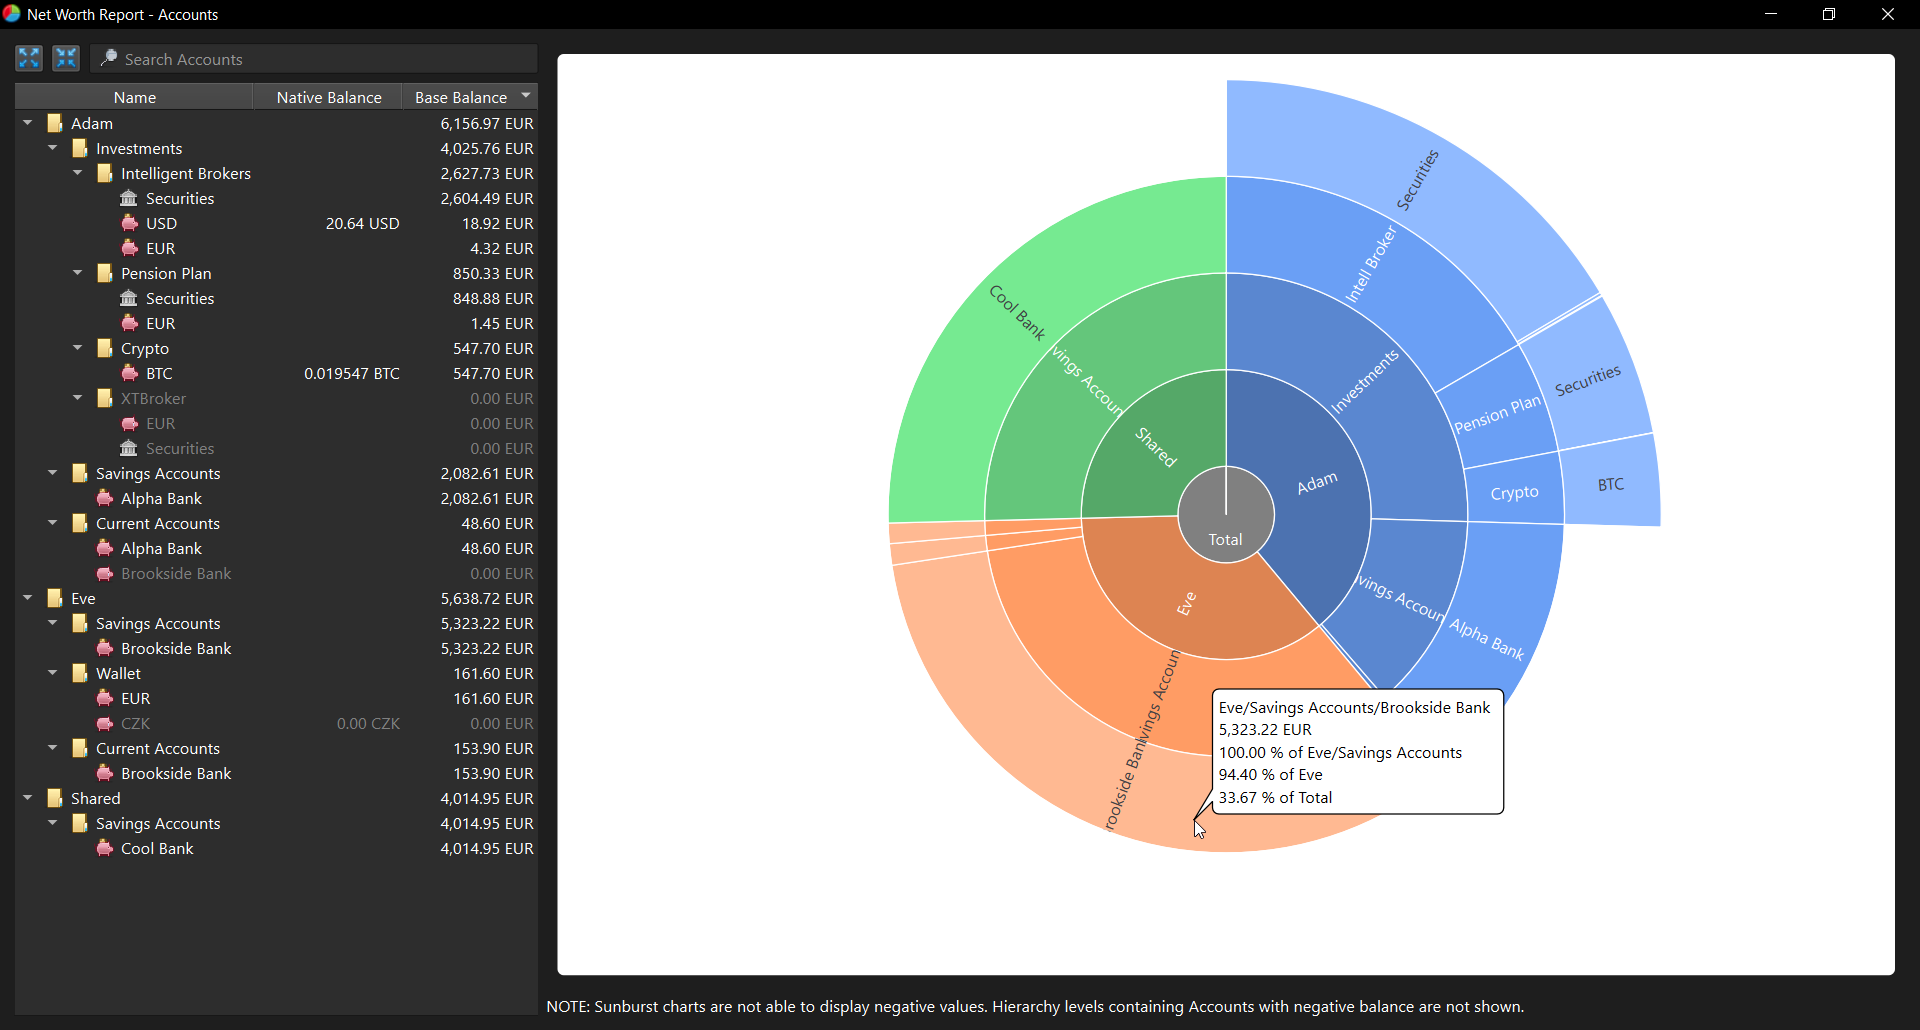 Net Worth Report - Accounts
Search Accounts
Name Native Balance Base Balance
Adam 6,156.97 EUR
Investments 4,025.76 EUR
Intelligent Brokers 2,627.73 EUR
Securities 2,604.49 EUR
USD 20.64 USD 18.92 EUR
EUR 4.32 EUR
Pension Plan 850.33 EUR
Securities 848.88 EUR
EUR 1.45 EUR
Crypto 547.70 EUR
BTC 0.019547 BTC 547.70 EUR
XTBroker 0.00 EUR
EUR 0.00 EUR
Securities 0.00 EUR
Savings Accounts 2,082.61 EUR
Alpha Bank 2,082.61 EUR
Current Accounts 48.60 EUR
Alpha Bank 48.60 EUR
Brookside Bank 0.00 EUR
Eve 5,638.72 EUR
Savings Accounts 5,323.22 EUR
Brookside Bank 5,323.22 EUR
Wallet 161.60 EUR
EUR 161.60 EUR
CZK 0.00 CZK 0.00 EUR
Current Accounts 153.90 EUR
Brookside Bank 153.90 EUR
Shared 4,014.95 EUR
Savings Accounts 4,014.95 EUR
Cool Bank 4,014.95 EUR
Securities
Intell Broker
Investments
Adam
Pension Plan
Securities
Crypto
BTC
vings Accoun
Alpha Bank
Cool Bank
vings Accoun
Shared
Total
Eve
vings Accoun
rookside Ban
Eve/Savings Accounts/Brookside Bank
5,323.22 EUR
100.00 % of Eve/Savings Accounts
94.40 % of Eve
33.67 % of Total
NOTE: Sunburst charts are not able to display negative values. Hierarchy levels containing Accounts with negative balance are not shown.